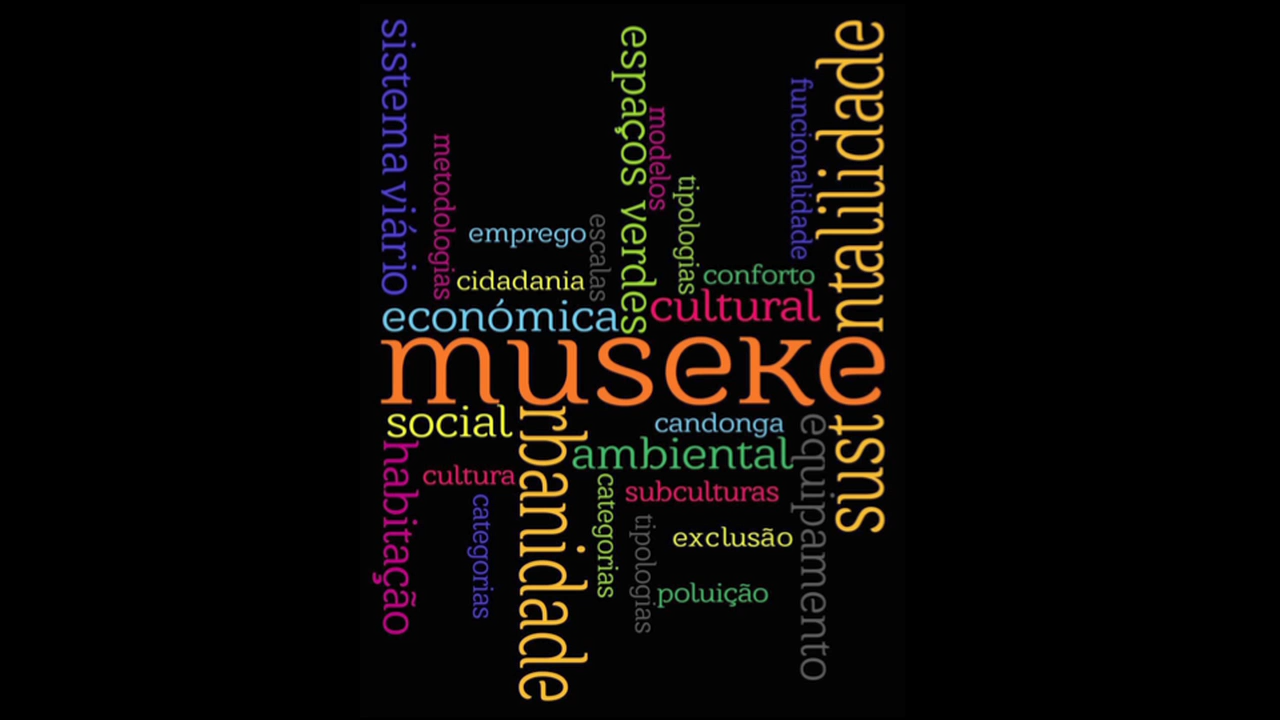 sistema viário
metodologias
emprego
escalas
cidadania
económica
espaços verdes
modelos
tipologias
funcionalidade
conforto
cultural
sustentalilidade
museke
social
urbanidade
candonga
ambiental
habitação
cultura
categorias
categorias
subculturas
tipologias
exclusão
poluição
equipamento